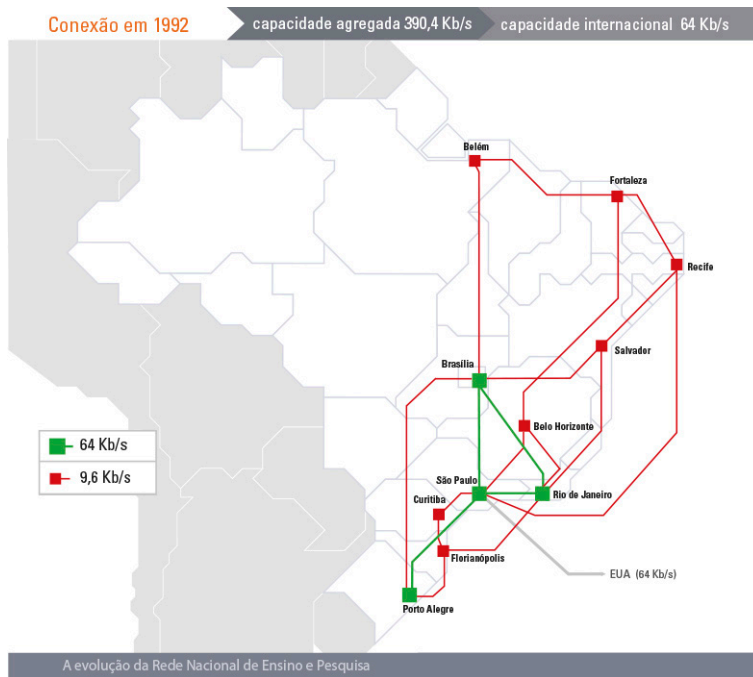 Conexão em 1992
capacidade agregada 390,4 Kb/s
capacidade internacional 64 Kb/s
Belém
Fortaleza
Recife
Salvador
Brasília
Belo Horizonte
64 Kb/s
9,6 Kb/s
São Paulo
Rio de Janeiro
Curitiba
Florianópolis
EUA (64 Kb/s)
Porto Alegre
A evolução da Rede Nacional de Ensino e Pesquisa